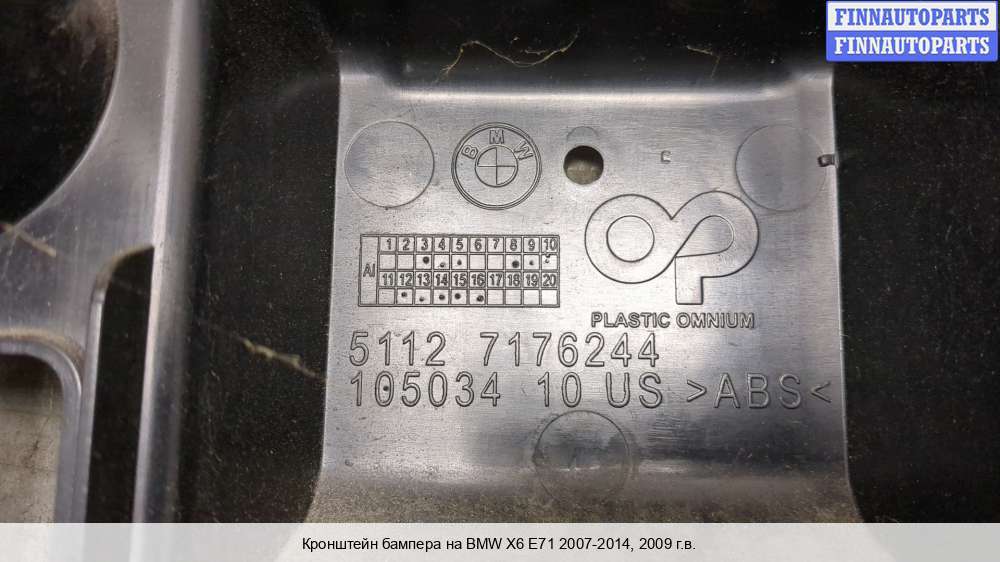 FINNAUTOPARTS
FINNAUTOPARTS
BMW
AI
1 2 3 4 5 6 7 8 9 10
11 12 13 14 15 16 17 18 19 20
OP
PLASTIC OMNIUM
5112 7176244
105034 10 US >ABS<
Кронштейн бампера на BMW X6 E71 2007-2014, 2009 г.в.